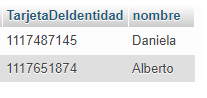 TarjetaDeIdentidad nombre
1117487145 Daniela
1117651874 Alberto